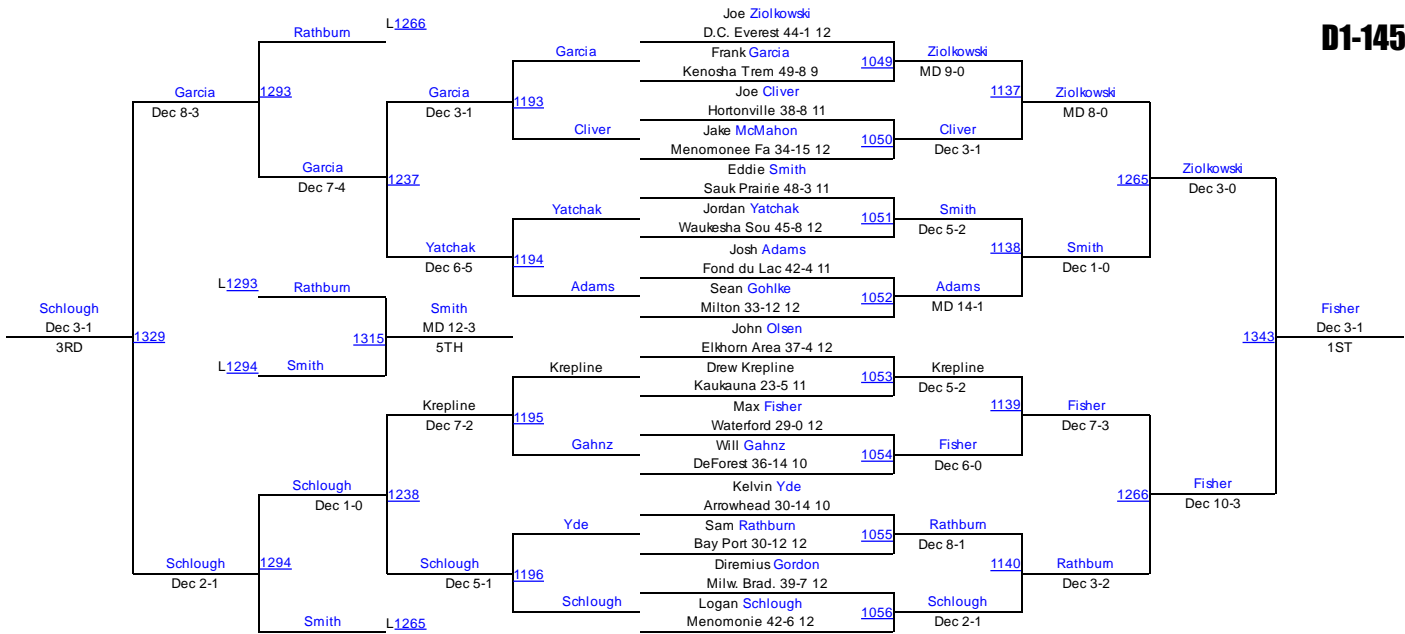 D1-145
Joe Ziolkowski
D.C. Everest 44-1 12
Frank Garcia
Kenosha Trem 49-8 9
Joe Cliver
Hortonville 38-8 11
Jake McMahon
Menomonee Fa 34-15 12
Eddie Smith
Sauk Prairie 48-3 11
Jordan Yatchak
Waukesha Sou 45-8 12
Josh Adams
Fond du Lac 42-4 11
Sean Gohlke
Milton 33-12 12
John Olsen
Elkhorn Area 37-4 12
Drew Krepline
Kaukauna 23-5 11
Max Fisher
Waterford 29-0 12
Will Gahnz
DeForest 36-14 10
Kelvin Yde
Arrowhead 30-14 10
Sam Rathburn
Bay Port 30-12 12
Diremius Gordon
Milw. Brad. 39-7 12
Logan Schlough
Menomonie 42-6 12
1049
1050
1051
1052
1053
1054
1055
1056
Ziolkowski
MD 9-0
Cliver
Dec 3-1
Smith
Dec 5-2
Adams
MD 14-1
Krepline
Dec 5-2
Fisher
Dec 6-0
Rathburn
Dec 8-1
Schlough
Dec 2-1
1137
1138
1139
1140
Ziolkowski
MD 8-0
Smith
Dec 1-0
Fisher
Dec 7-3
Rathburn
Dec 3-2
1265
1266
Ziolkowski
Dec 3-0
Fisher
Dec 10-3
1343
Fisher
Dec 3-1
1ST
Garcia
Cliver
Yatchak
Adams
Krepline
Gahnz
Yde
Schlough
1193
1194
1195
1196
Garcia
Dec 3-1
Yatchak
Dec 6-5
Krepline
Dec 7-2
Schlough
Dec 5-1
1237
1238
L1266
Rathburn
Garcia
Dec 7-4
Schlough
Dec 1-0
Smith
L1265
1293
1294
Garcia
Dec 8-3
Schlough
Dec 2-1
1329
Schlough
Dec 3-1
3RD
L1293
Rathburn
L1294
Smith
1315
Smith
MD 12-3
5TH